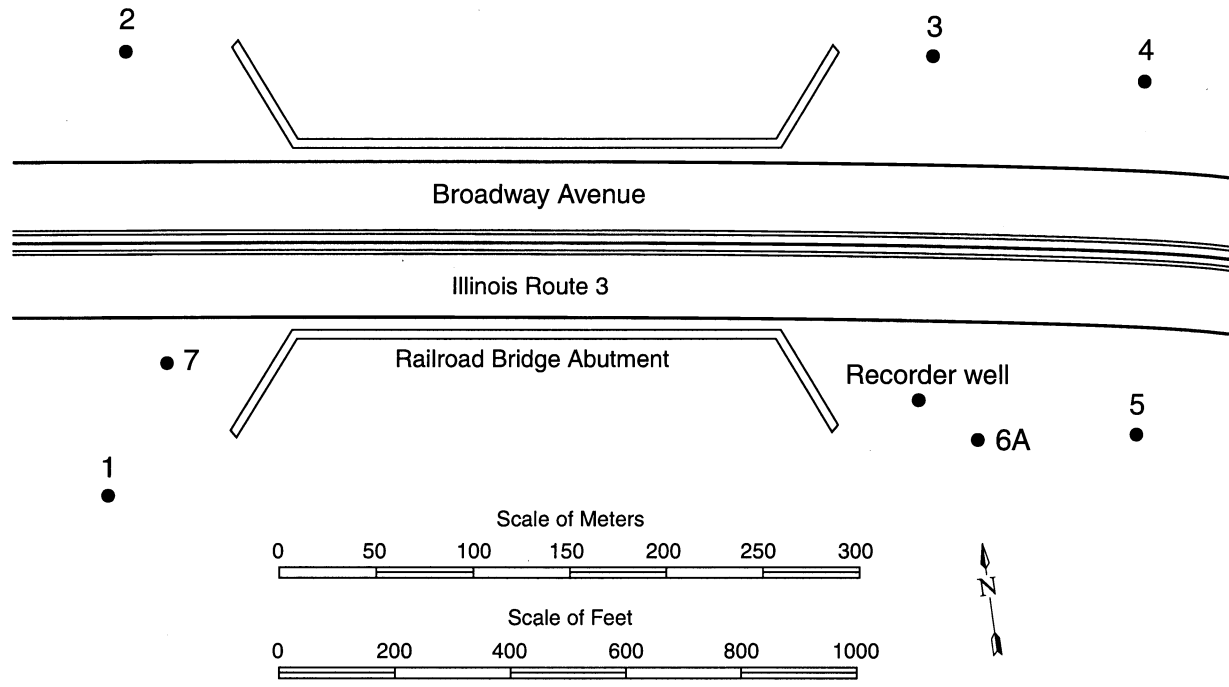 2
3
4
Broadway Avenue
Illinois Route 3
7
Railroad Bridge Abutment
Recorder well
5
6A
1
Scale of Meters
0 50 100 150 200 250 300
Scale of Feet
0 200 400 600 800 1000
N